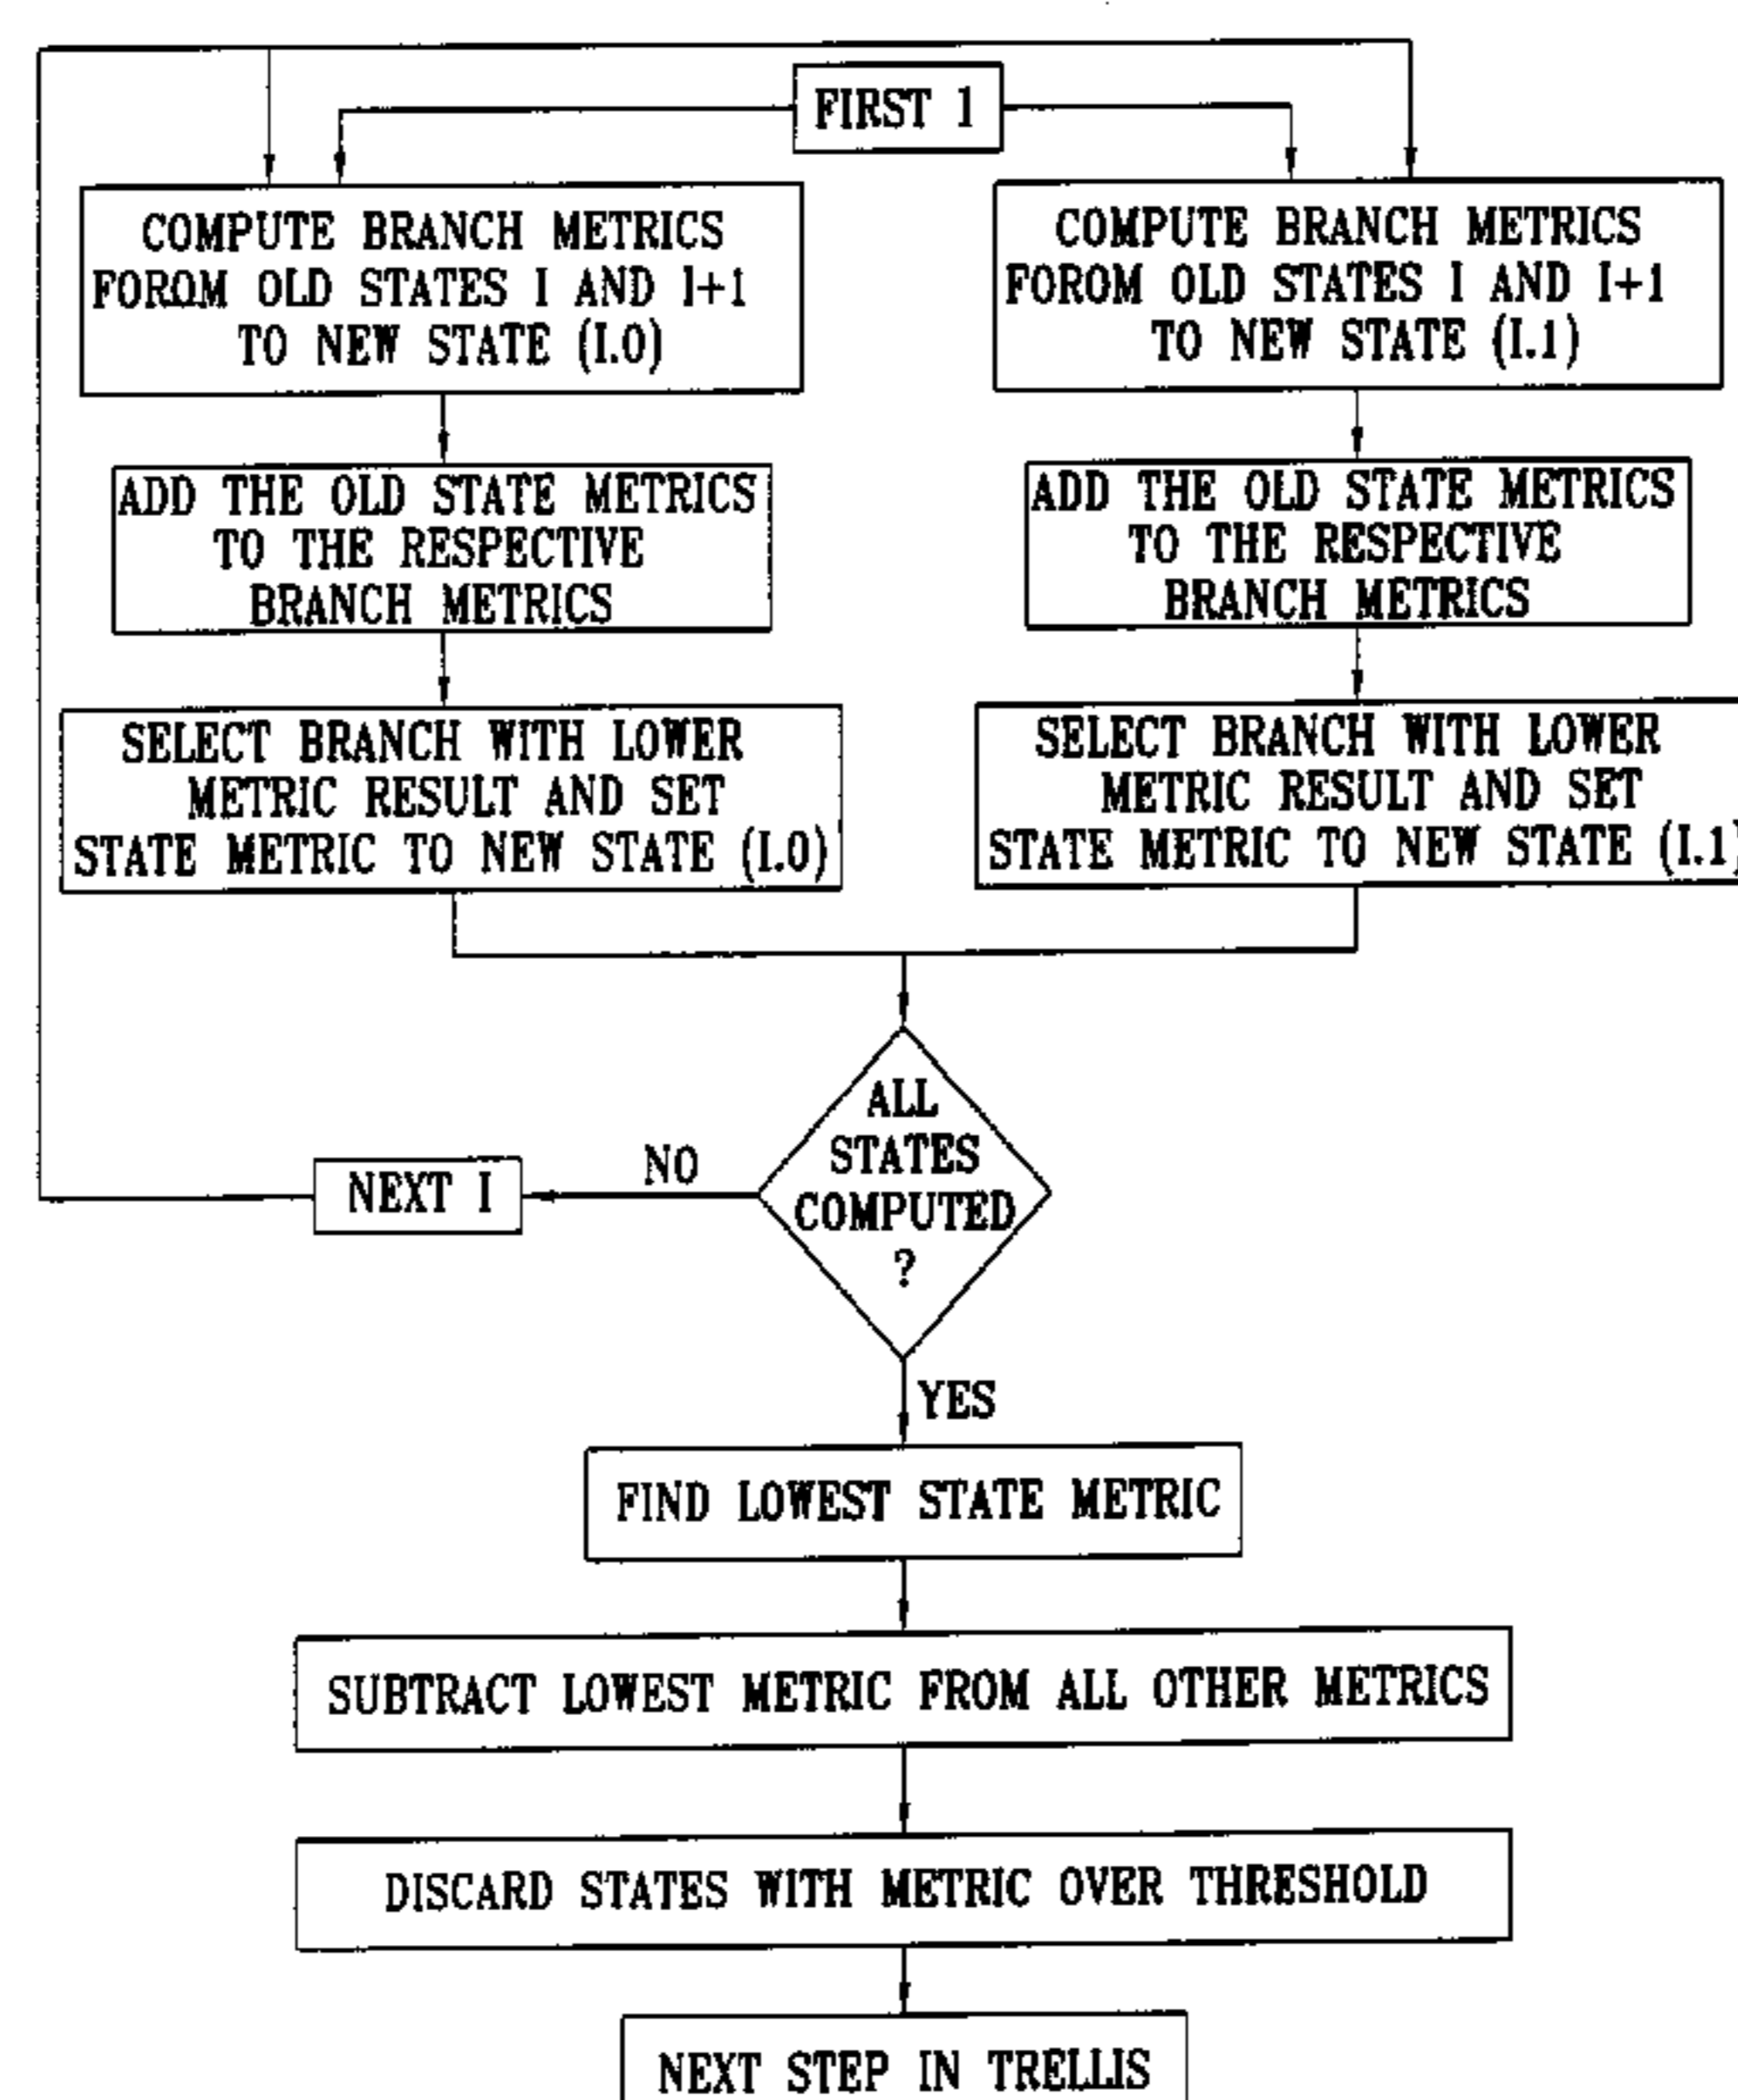 FIRST 1
COMPUTE BRANCH METRICS
FOROM OLD STATES I AND I+1
TO NEW STATE (I.0)
COMPUTE BRANCH METRICS
FOROM OLD STATES I AND I+1
TO NEW STATE (I.1)
ADD THE OLD STATE METRICS
TO THE RESPECTIVE
BRANCH METRICS
ADD THE OLD STATE METRICS
TO THE RESPECTIVE
BRANCH METRICS
SELECT BRANCH WITH LOWER
METRIC RESULT AND SET
STATE METRIC TO NEW STATE (I.0)
SELECT BRANCH WITH LOWER
METRIC RESULT AND SET
STATE METRIC TO NEW STATE (I.1)
ALL
STATES
COMPUTED
?
NO
NEXT I
YES
FIND LOWEST STATE METRIC
SUBTRACT LOWEST METRIC FROM ALL OTHER METRICS
DISCARD STATES WITH METRIC OVER THRESHOLD
NEXT STEP IN TRELLIS